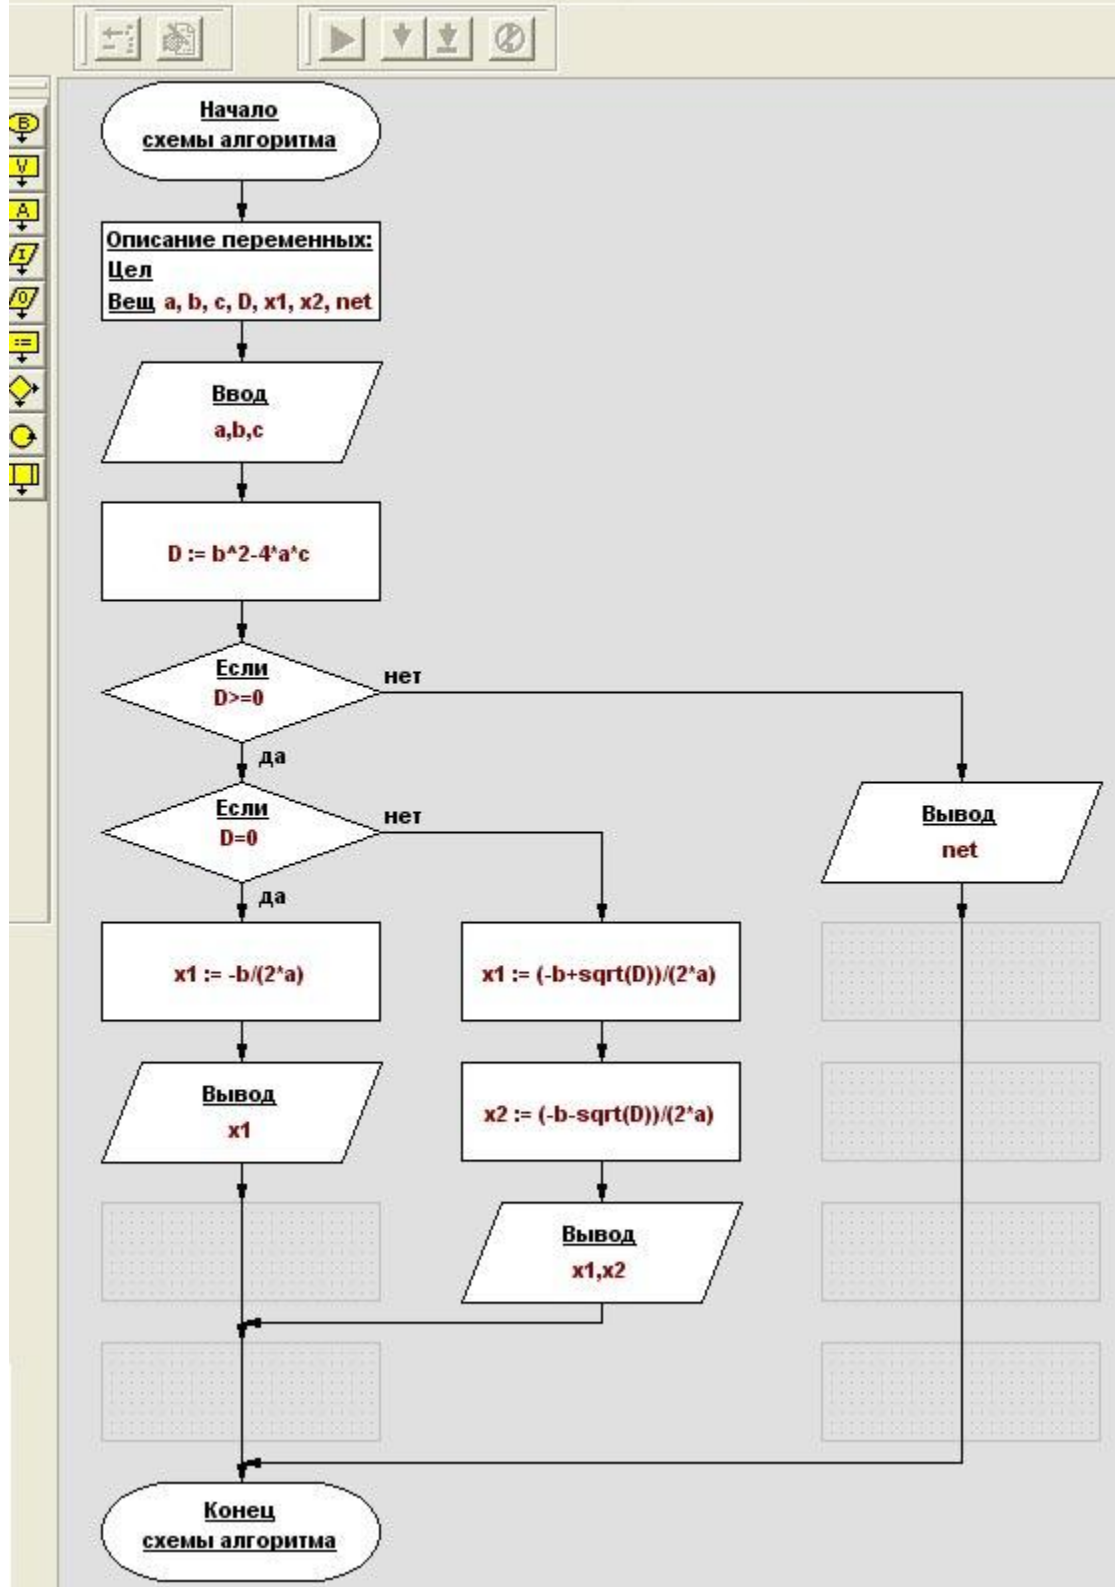 B
V
A
I
O
:=
Начало
схемы алгоритма
Описание переменных:
Цел
Вещ a, b, c, D, x1, x2, net
Ввод
a,b,c
D := b^2-4*a*c
Если
D>=0
нет
да
Если
D=0
нет
да
Вывод
net
x1 := -b/(2*a)
x1 := (-b+sqrt(D))/(2*a)
Вывод
x1
x2 := (-b-sqrt(D))/(2*a)
Вывод
x1,x2
Конец
схемы алгоритма